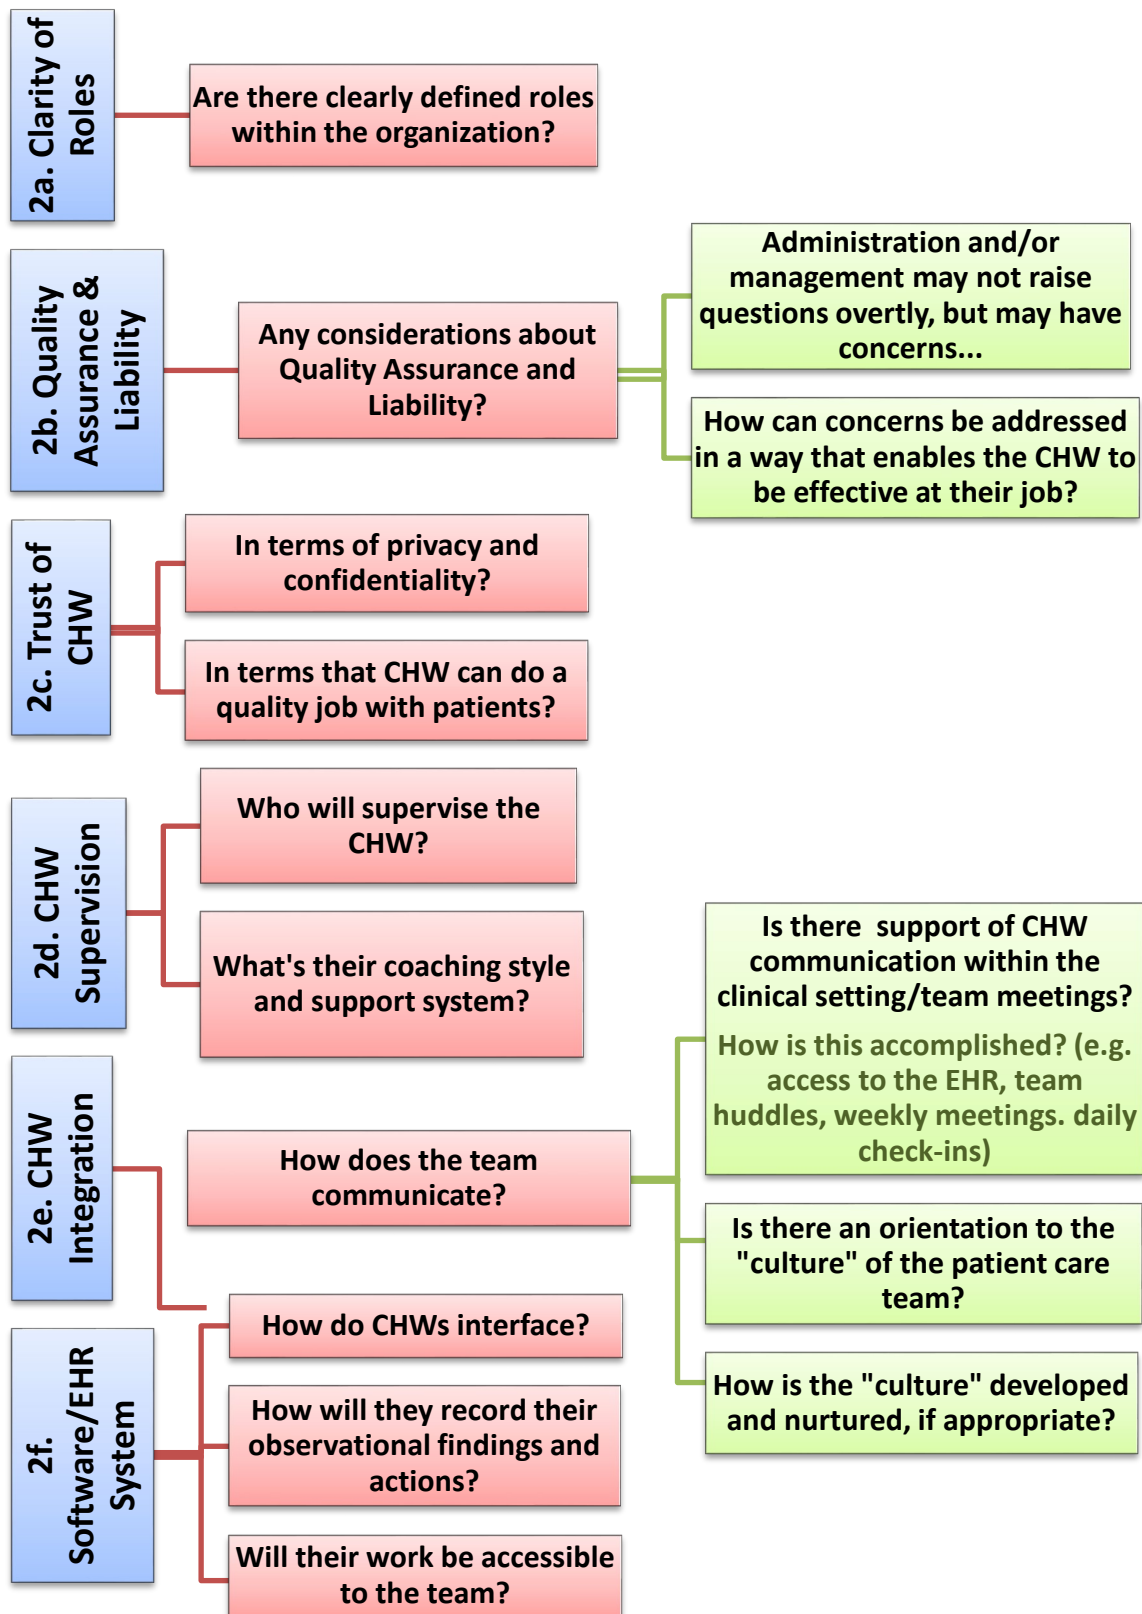 2a. Clarity of
Roles
Are there clearly defined roles
within the organization?
2b. Quality
Assurance &
Liability
Any considerations about
Quality Assurance and
Liability?
Administration and/or
management may not raise
questions overtly, but may have
concerns...
How can concerns be addressed
in a way that enables the CHW to
be effective at their job?
2c. Trust of
CHW
In terms of privacy and
confidentiality?
In terms that CHW can do a
quality job with patients?
2d. CHW
Supervision
Who will supervise the
CHW?
What's their coaching style
and support system?
2e. CHW
Integration
How does the team
communicate?
Is there  support of CHW
communication within the
clinical setting/team meetings?
How is this accomplished? (e.g.
access to the EHR, team
huddles, weekly meetings. daily
check-ins)
Is there an orientation to the
"culture" of the patient care
team?
How is the "culture" developed
and nurtured, if appropriate?
2f.
Software/EHR
System
How do CHWs interface?
How will they record their
observational findings and
actions?
Will their work be accessible
to the team?